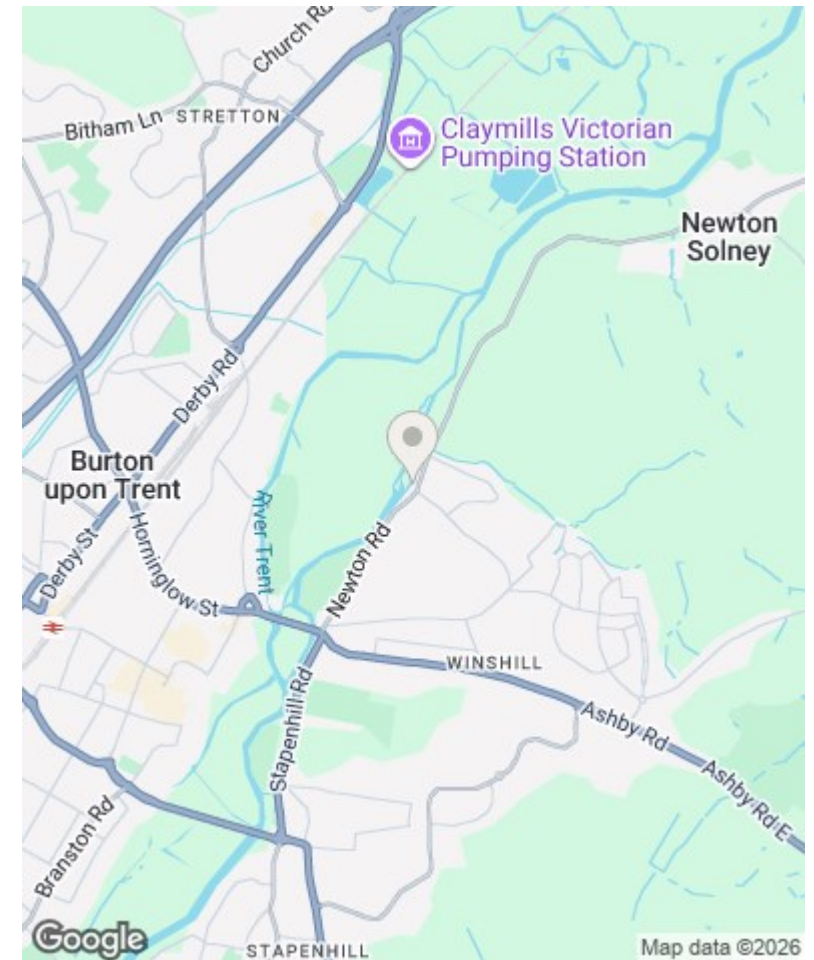 Church Rd
Bitham Ln
STRETTON
Claymills Victorian
Pumping Station
Newton
Solney
Derby Rd
Burton
upon Trent
River Trent
Derby St
Horninglow St
Newton Rd
WINSHILL
Stapenhill Rd
Ashby Rd
Ashby Rd E
Branston Rd
STAPENHILL
Google
Map data ©2026